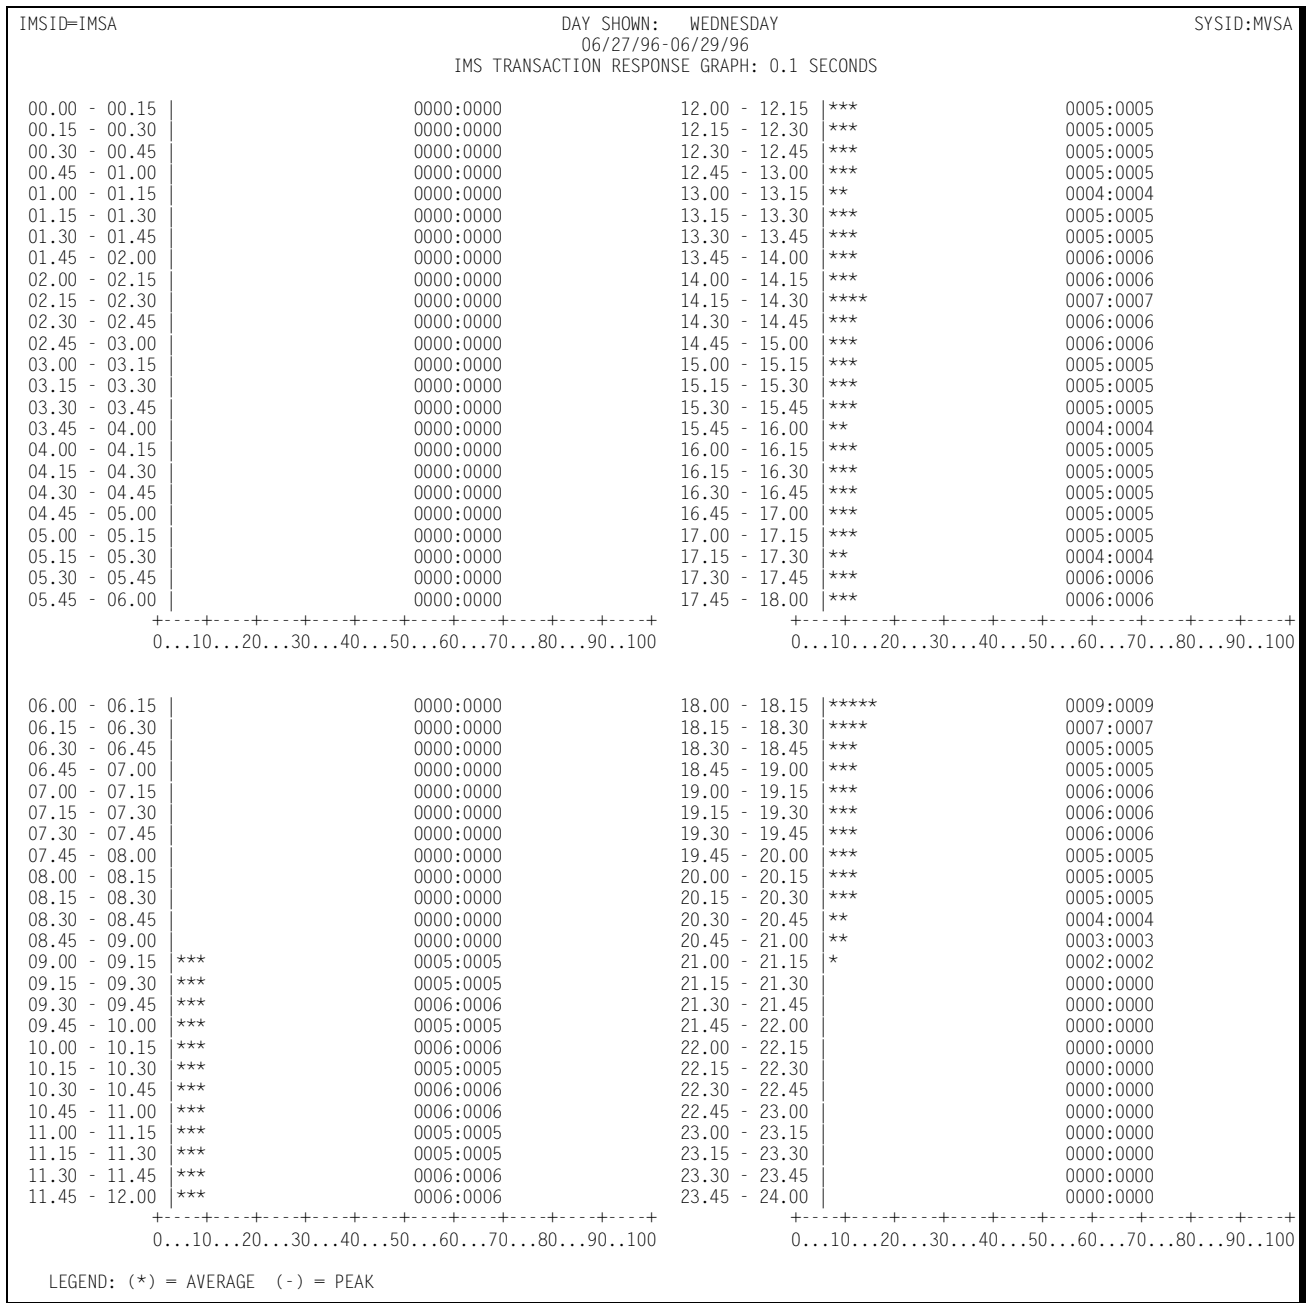 IMSID=IMSA DAY SHOWN: WEDNESDAY SYSID:MVSA
06/27/96-06/29/96
IMS TRANSACTION RESPONSE GRAPH: 0.1 SECONDS
00.00 - 00.15 | 0000:0000 12.00 - 12.15 |*** 0005:0005
00.15 - 00.30 | 0000:0000 12.15 - 12.30 |*** 0005:0005
00.30 - 00.45 | 0000:0000 12.30 - 12.45 |*** 0005:0005
00.45 - 01.00 | 0000:0000 12.45 - 13.00 |*** 0005:0005
01.00 - 01.15 | 0000:0000 13.00 - 13.15 |** 0004:0004
01.15 - 01.30 | 0000:0000 13.15 - 13.30 |*** 0005:0005
01.30 - 01.45 | 0000:0000 13.30 - 13.45 |*** 0005:0005
01.45 - 02.00 | 0000:0000 13.45 - 14.00 |*** 0006:0006
02.00 - 02.15 | 0000:0000 14.00 - 14.15 |*** 0006:0006
02.15 - 02.30 | 0000:0000 14.15 - 14.30 |**** 0007:0007
02.30 - 02.45 | 0000:0000 14.30 - 14.45 |*** 0006:0006
02.45 - 03.00 | 0000:0000 14.45 - 15.00 |*** 0006:0006
03.00 - 03.15 | 0000:0000 15.00 - 15.15 |*** 0005:0005
03.15 - 03.30 | 0000:0000 15.15 - 15.30 |*** 0005:0005
03.30 - 03.45 | 0000:0000 15.30 - 15.45 |*** 0005:0005
03.45 - 04.00 | 0000:0000 15.45 - 16.00 |** 0004:0004
04.00 - 04.15 | 0000:0000 16.00 - 16.15 |*** 0005:0005
04.15 - 04.30 | 0000:0000 16.15 - 16.30 |*** 0005:0005
04.30 - 04.45 | 0000:0000 16.30 - 16.45 |*** 0005:0005
04.45 - 05.00 | 0000:0000 16.45 - 17.00 |*** 0005:0005
05.00 - 05.15 | 0000:0000 17.00 - 17.15 |*** 0005:0005
05.15 - 05.30 | 0000:0000 17.15 - 17.30 |** 0004:0004
05.30 - 05.45 | 0000:0000 17.30 - 17.45 |*** 0006:0006
05.45 - 06.00 | 0000:0000 17.45 - 18.00 |*** 0006:0006
+----+----+----+----+----+----+----+----+----+----+ +----+----+----+----+----+----+----+----+----+----+
0...10...20...30...40...50...60...70...80...90..100 0...10...20...30...40...50...60...70...80...90..100
06.00 - 06.15 | 0000:0000 18.00 - 18.15 |***** 0009:0009
06.15 - 06.30 | 0000:0000 18.15 - 18.30 |**** 0007:0007
06.30 - 06.45 | 0000:0000 18.30 - 18.45 |*** 0005:0005
06.45 - 07.00 | 0000:0000 18.45 - 19.00 |*** 0005:0005
07.00 - 07.15 | 0000:0000 19.00 - 19.15 |*** 0006:0006
07.15 - 07.30 | 0000:0000 19.15 - 19.30 |*** 0006:0006
07.30 - 07.45 | 0000:0000 19.30 - 19.45 |*** 0006:0006
07.45 - 08.00 | 0000:0000 19.45 - 20.00 |*** 0005:0005
08.00 - 08.15 | 0000:0000 20.00 - 20.15 |*** 0005:0005
08.15 - 08.30 | 0000:0000 20.15 - 20.30 |*** 0005:0005
08.30 - 08.45 | 0000:0000 20.30 - 20.45 |** 0004:0004
08.45 - 09.00 | 0000:0000 20.45 - 21.00 |** 0003:0003
09.00 - 09.15 |*** 0005:0005 21.00 - 21.15 |* 0002:0002
09.15 - 09.30 |*** 0005:0005 21.15 - 21.30 | 0000:0000
09.30 - 09.45 |*** 0006:0006 21.30 - 21.45 | 0000:0000
09.45 - 10.00 |*** 0005:0005 21.45 - 22.00 | 0000:0000
10.00 - 10.15 |*** 0006:0006 22.00 - 22.15 | 0000:0000
10.15 - 10.30 |*** 0005:0005 22.15 - 22.30 | 0000:0000
10.30 - 10.45 |*** 0006:0006 22.30 - 22.45 | 0000:0000
10.45 - 11.00 |*** 0006:0006 22.45 - 23.00 | 0000:0000
11.00 - 11.15 |*** 0005:0005 23.00 - 23.15 | 0000:0000
11.15 - 11.30 |*** 0005:0005 23.15 - 23.30 | 0000:0000
11.30 - 11.45 |*** 0006:0006 23.30 - 23.45 | 0000:0000
11.45 - 12.00 |*** 0006:0006 23.45 - 24.00 | 0000:0000
+----+----+----+----+----+----+----+----+----+----+ +----+----+----+----+----+----+----+----+----+----+
0...10...20...30...40...50...60...70...80...90..100 0...10...20...30...40...50...60...70...80...90..100
LEGEND: (*) = AVERAGE (-) = PEAK